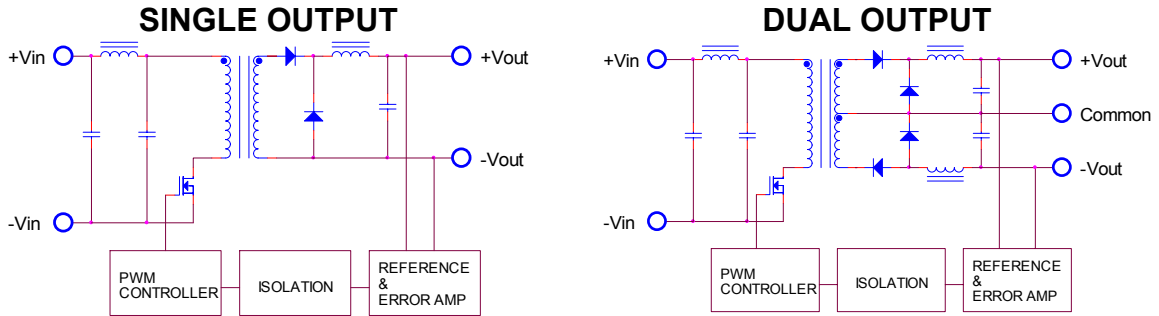 SINGLE OUTPUT
+Vin
+Vout
-Vout
-Vin
PWM
CONTROLLER
ISOLATION
REFERENCE
&
ERROR AMP
DUAL OUTPUT
+Vin
+Vout
Common
-Vout
-Vin
PWM
CONTROLLER
ISOLATION
REFERENCE
&
ERROR AMP